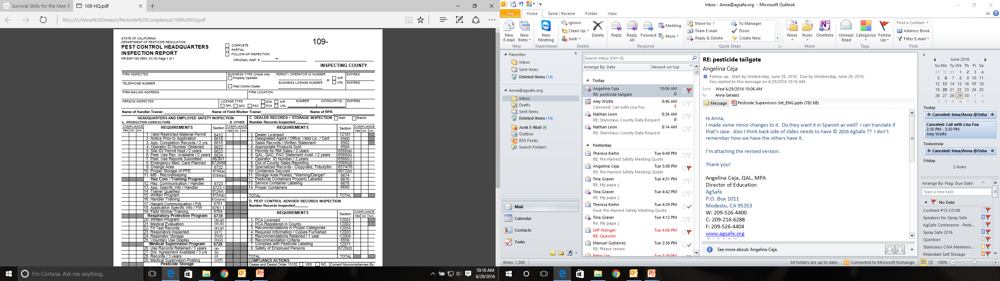 Survival Skills for the New T
109 HQ.pdf
file:///G:/Anna%20Genasci/Pesticide%20Compliance/109%20HQ.pdf
STATE OF CALIFORNIA
DEPARTMENT OF PESTICIDE REGULATION
PEST CONTROL HEADQUARTERS
INSPECTION REPORT
PR-ENF-109 (REV. 01/10) Page 1 of 1
COMPLETE
PARTIAL
FOLLOW-UP INSPECTION
ORIGINAL INSP. # -
109-
INSPECTING COUNTY
FIRM INSPECTED
BUSINESS TYPE (Check one)
Property Operator
Pest Control Dealer
PERMIT / OPERATOR ID NUMBER
BUSINESS LICENSE NUMBER
or
N/R
UNL
EXPIRES
EXPIRES
TELEPHONE NUMBER
FIRM MAILING ADDRESS
FIRM LOCATION
PERSON INSPECTED
LICENSE TYPE
QAL QAC PAC
DDA N/R
PCA UNL
NUMBER CATEGORY(S)
EXPIRES
Name of Handler Trainer Name of Field Worker Trainer Name of RPA
HEADQUARTERS AND EMPLOYEE SAFETY INSPECTION
A. PRODUCTION AGRICULTURE B. OTHER
COMPLIANCE REQUIREMENTS Section COMPLIANCE
YES NO N/A YES NO N/A
1. Valid Restricted Material Permit 6412
2. Notice Prior to Application 6618
3. App. Completion Records / 2 yrs 6619
4. Operator ID Number Obtained 6622
5. Site ID/ Permit Kept / 2 years 6623
6. Pest. Use Rec. Available / 2 years 6624
7. Pest. Use Reports Submitted 6626/7
8. Emergency Med. Care Planned 6726/66
9. Change Area 6732
10. Proper Storage of PPE 6738(a)
11. MB - Recordkeeping 6784(b)
Haz Com / Training Program
12. Haz. Communication / Handler 6723
13. App. Specific Info / Handler 6723.1
14. Trainer Qualified 6724(f)
15. Written Program 6724(a)
16. Handler Training 6724(b-e)
17. Hazard Communication / FW 6761
18. Application Specific Info / FW 6761.1
19. Field Worker Training 6764
Respiratory Protection Program 6739
20. Written Program (a),(p)
21. Medical Evaluation (d),(s)
22. Fit Test Records (e),(p)
23. Respirators Inspected (j)(1)
24. Respirator Storage (h)(4)
25. Voluntary Use Display (b)(2)
Medical Supervision Program 6728
26. Use Records Retained / 3 years (a)
27. Drs. Agreement Available / 3 yrs (b)
28. Records / 3 years (c)
29. Medical Supervision Posting (c)(5)
Pesticide Storage
C. DEALER RECORDS / STORAGE INSPECTION Main Branch
Number Records Inspected
REQUIREMENTS Section COMPLIANCE
YES NO N/A
1. Dealer Licensed 12101
2. Designated Agent / Office; Valid Lic. / Cert. 6560
3. Sales Records / Written Statement 6562
4. Appropriate Products Sold 6564
5. Permits for RM Sales / 2 years 6568(a)
6. QAL, QAC, PAC Statement Avail. / 2 years 6568(b)
7. Operator ID Number / 2 years 6568(c)
8. Out of County Sales Reporting 6568(d)
9. Specialized Records - Clopyralid, Tributyltin 6574/76
10. Containers Secured 6672(b)
11. Storage Area Posted, "Warning/Danger" 6674
12. Pesticide Containers Properly Labeled 6676
13. Service Container Labeling 6678
14. Proper Containers 6680
TOTAL TOTAL
D. PEST CONTROL ADVISER RECORDS INSPECTION
Number Records Inspected
REQUIREMENTS Section COMPLIANCE
YES NO N/A
1. PCA Licensed 12001
2. PCA Registered in County 12002
3. Recommendations in Proper Categories 12054
4. Required Information / Copies Furnished 12003
5. Recommendations Retained / 1 year 12004
6. Recommendation Criteria 6556
7. Complies with Pesticide Labeling 12971
8. Safety of Employed Persons 6720(d)
TOTAL TOTAL
COMPLIANCE ACTIONS:
Cease and Desist Order 13102 YES NO Correct Noncompliances By:
I'm Cortana. Ask me anything.
10:18 AM
6/29/2016
Inbox - Anna@agsafe.org - Microsoft Outlook
File Home Send / Receive Folder View
New E-mail
New Items
New
New Meeting
TeamViewer
Ignore
Clean Up
Junk
Delete
Delete
Reply
Reply All
Forward
Meeting
More
Respond
Move to: ?
Team E-mail
Reply & Delete
To Manager
Done
Create New
Quick Steps
Move
Rules
OneNote
Move
Unread/ Read
Categorize
Follow Up
Tags
Find a Contact
Address Book
Filter E-mail
Find
Favorites
Inbox
Sent Items
Deleted Items (14)
Anna@agsafe.org
Inbox
Drafts
Sent Items
Deleted Items (14)
Junk E-Mail [4]
Outbox
RSS Feeds
Search Folders
Mail
Calendar
Contacts
Tasks
Search Inbox (Ctrl+E)
Arrange By: Date Newest on top
Today
Angelina Ceja 10:06 AM
RE: pesticide tailgate
Amy Wolfe 9:46 AM
Canceled: Call with Lisa Fox
Nathan Leon 8:36 AM
RE: Stanislaus County Data Request
Nathan Leon 8:14 AM
RE: Stanislaus County Data Request
Yesterday
Theresa Kiehn Tue 6:49 PM
RE: Pre-Harvest Safety Meeting Quote
Angelina Ceja Tue 5:08 PM
RE: Pre-Harvest Safety Meeting Quote
Tina Graver Tue 4:51 PM
RE: My papa ;(
Tina Graver Tue 4:42 PM
RE: My papa ;(
Theresa Kiehn Tue 4:39 PM
Fwd: Pre-Harvest Safety Meeting Quote
Tina Graver Tue 4:12 PM
Re: My papa ;(
Jeff Wenger Tue 4:06 PM
RE: Quesion
Manuel Gutierrez Tue 3:58 PM
RE: Please review
Peter Lee Tue 3:49 PM
RE: pesticide tailgate
Angelina Ceja
Follow up. Start by Wednesday, June 29, 2016. Due by Wednesday, June 29, 2016.
You replied to this message on 6/29/2016 10:16 AM.
Sent: Wed 6/29/2016 10:06 AM
To: Anna Genasci
Message Pesticide Supervisors Set_ENG.pptx (782 KB)
Hi Anna,
I made some minor changes to it. Do they want it in Spanish as well? I can translate if
that's case. Also I think back side of slides needs to have © 2016 AgSafe ?? I don't
remember how we have the others have it.
I'm attaching the revised version.
Thank you!
Angelina Ceja, QAL, MPA
Director of Education
AgSafe
P.O. Box 1011
Modesto, CA 95353
W: 209-526-4400
C: 209-216-6288
F: 209-526-4404
www.agsafe.org
See more about: Angelina Ceja.
June 2016
Su Mo Tu We Th Fr Sa
29 30 31 1 2 3 4
5 6 7 8 9 10 11
12 13 14 15 16 17 18
19 20 21 22 23 24 25
26 27 28 29 30 1 2
3 4 5 6 7 8 9
Today
Canceled: Irma/Anna @Osha
Canceled: Call with Lisa Fox
2:30 PM - 3:30 PM
Amy Wolfe
Tomorrow
Canceled: Irma/Anna @Osha
Friday
2 items
Arrange By: Flag: Due Date
Type a new task
No Date
Contract #15-C0108
Speakers for Spray Safe
AgSafe Conference - Pesti...
Spray Safe 2016
Question
Stanislaus CWA Members...
Pelandale Self Storage
Items: 1,360
All folders are up to date.
Connected to Microsoft Exchange
100%